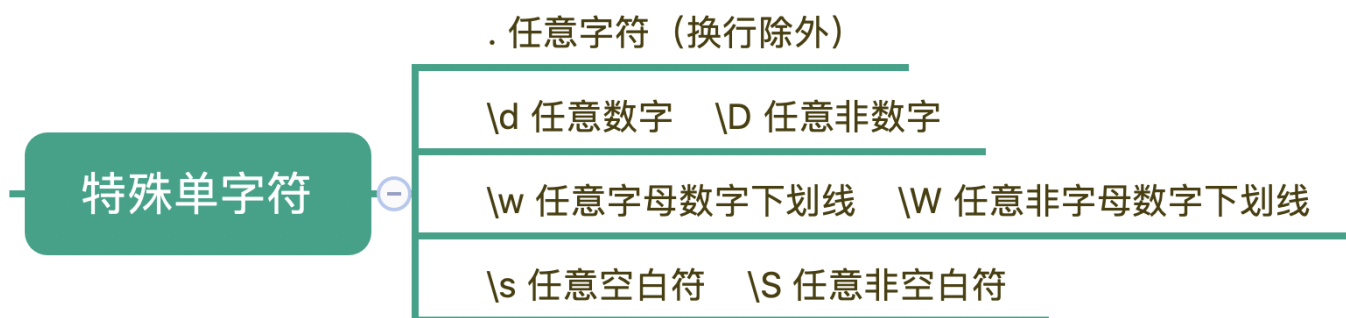 . 任意字符（换行除外）
\d 任意数字 \D 任意非数字
特殊单字符
\w 任意字母数字下划线 \W 任意非字母数字下划线
\s 任意空白符 \S 任意非空白符